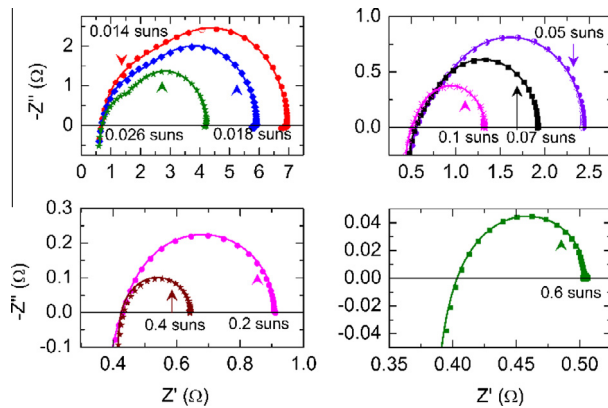 0.014 suns
2
1
0
0.026 suns
0.018 suns
0 1 2 3 4 5 6 7
-Z'' (Ω)
1.0
0.5
0.0
0.05 suns
0.1 suns
0.07 suns
0.5 1.0 1.5 2.0 2.5
0.3
0.2
0.1
0.0
-0.1
0.4 suns
0.2 suns
0.4 0.6 0.8 1.0
-Z'' (Ω)
Z' (Ω)
0.04
0.02
0.00
-0.02
-0.04
0.6 suns
0.35 0.40 0.45 0.50
Z' (Ω)